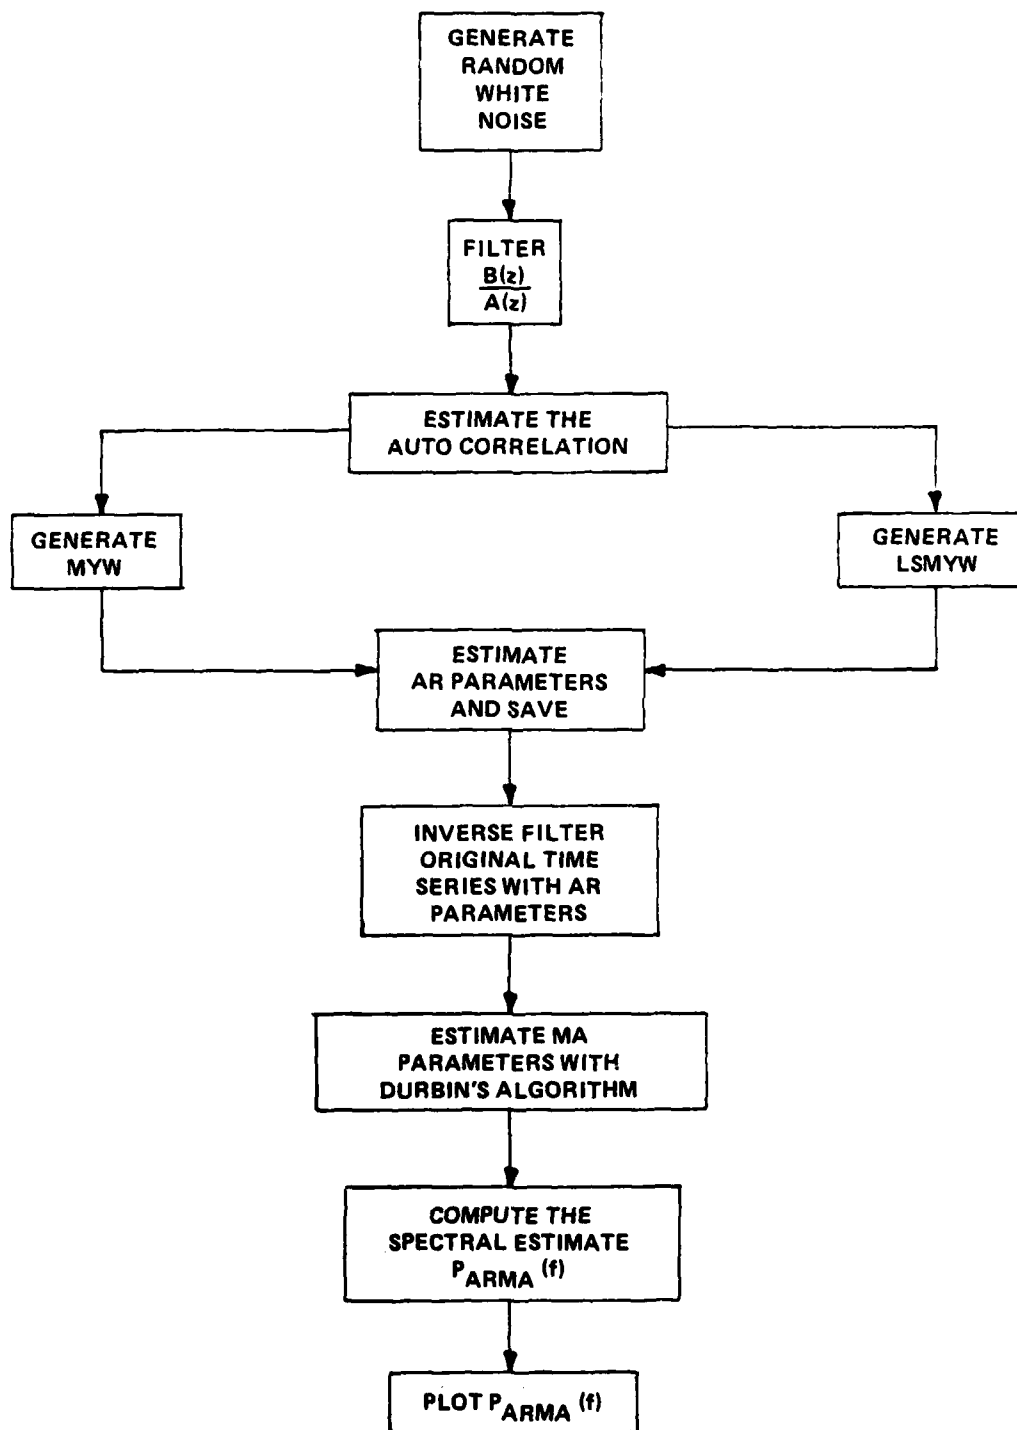 GENERATE
RANDOM
WHITE
NOISE
FILTER
B(z)
A(z)
ESTIMATE THE
AUTO CORRELATION
GENERATE
MYW
GENERATE
LSMYW
ESTIMATE
AR PARAMETERS
AND SAVE
INVERSE FILTER
ORIGINAL TIME
SERIES WITH AR
PARAMETERS
ESTIMATE MA
PARAMETERS WITH
DURBIN'S ALGORITHM
COMPUTE THE
SPECTRAL ESTIMATE
PARMA (f)
PLOT PARMA (f)